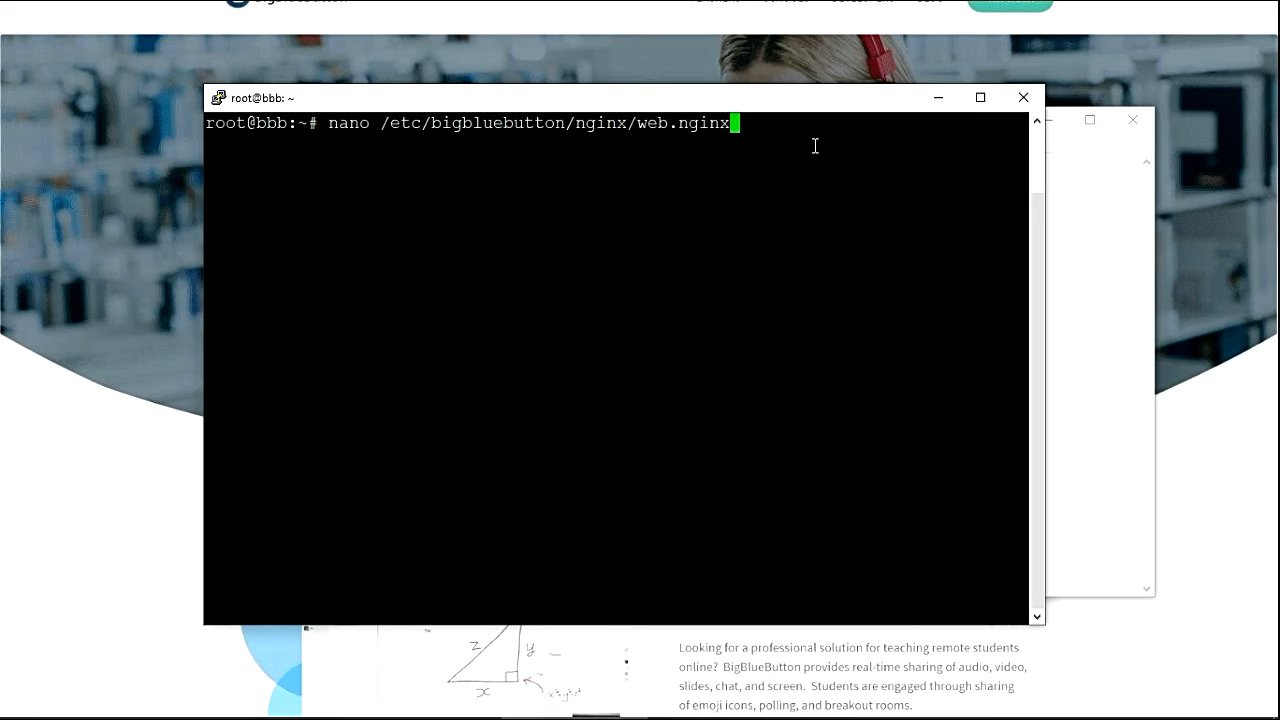 BigBlueButton
root@bbb: ~
root@bbb:~# nano /etc/bigbluebutton/nginx/web.nginx
z
y
x
Looking for a professional solution for teaching remote students
online? BigBlueButton provides real-time sharing of audio, video,
slides, chat, and screen. Students are engaged through sharing
of emoji icons, polling, and breakout rooms.